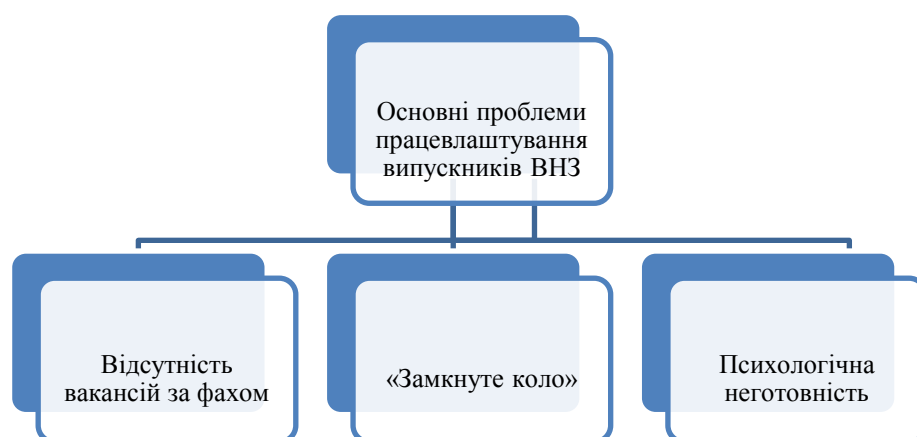 Основні проблеми
працевлаштування
випускників ВНЗ
Відсутність
вакансій за фахом
«Замкнуте коло»
Психологічна
неготовність